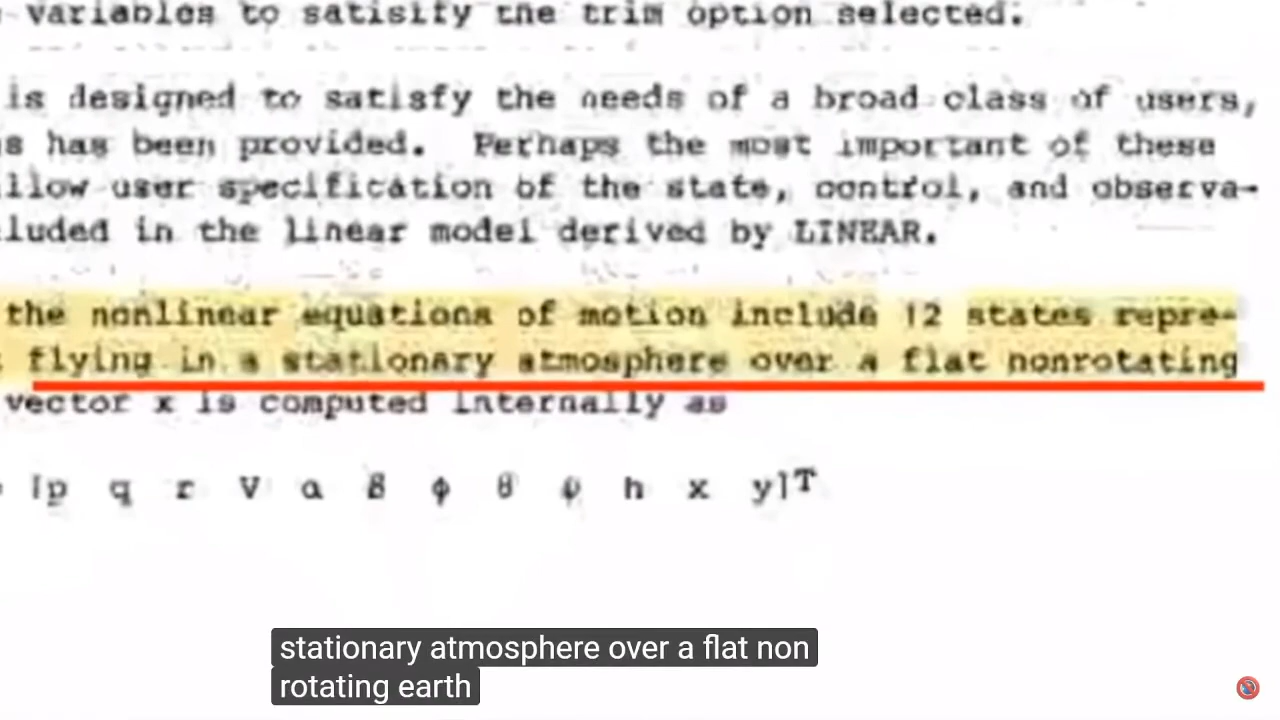 variables to satisify the trim option selected.
is designed to satisfy the needs of a broad class of users,
s has been provided. Perhaps the most important of these
llow user specification of the state, control, and observa-
luded in the linear model derived by LINEAR.
the nonlinear equations of motion include 12 states repre-
flying in a stationary atmosphere over a flat nonrotating
vector x is computed internally as
[p q r V α β φ θ ψ h x y]T
stationary atmosphere over a flat non
rotating earth